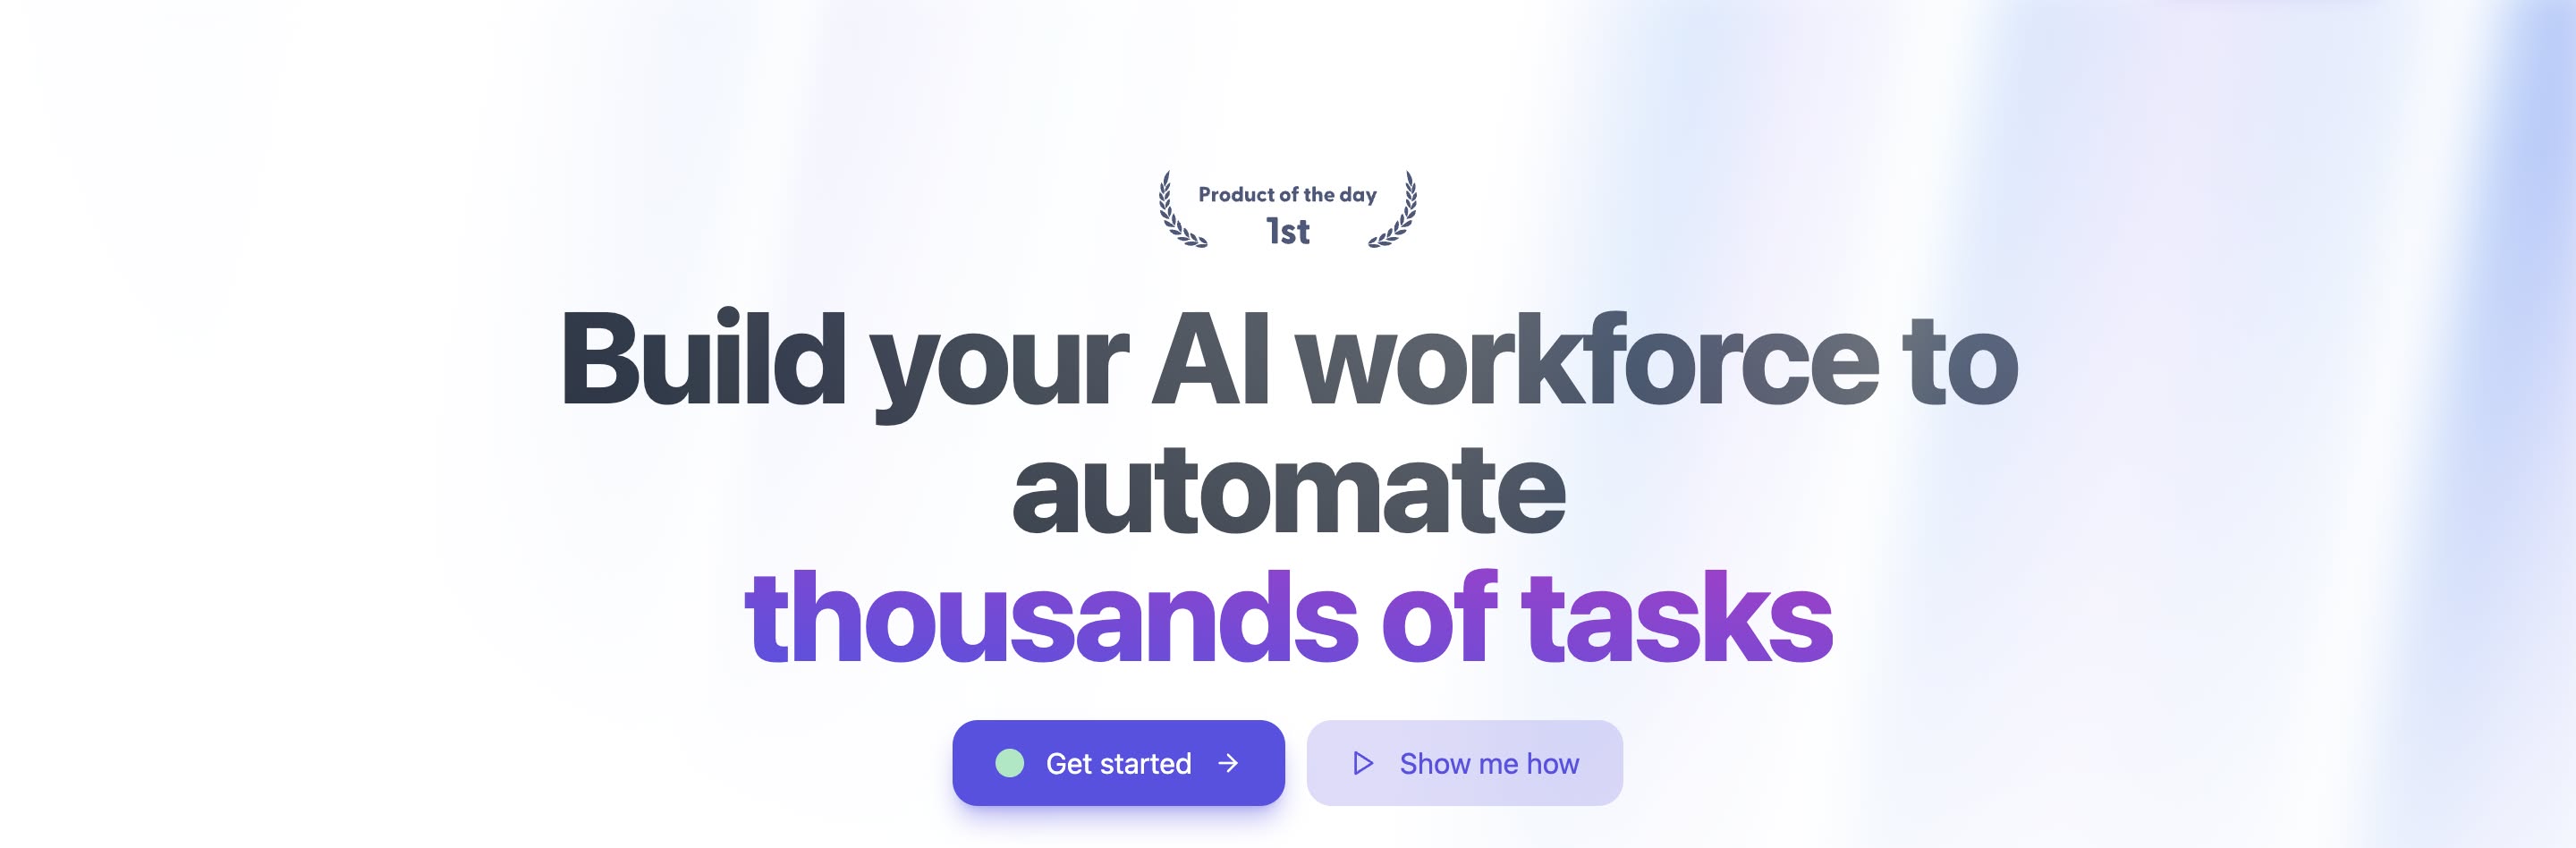 Product of the day
1st
Build your AI workforce to
automate
thousands of tasks
Get started
Show me how